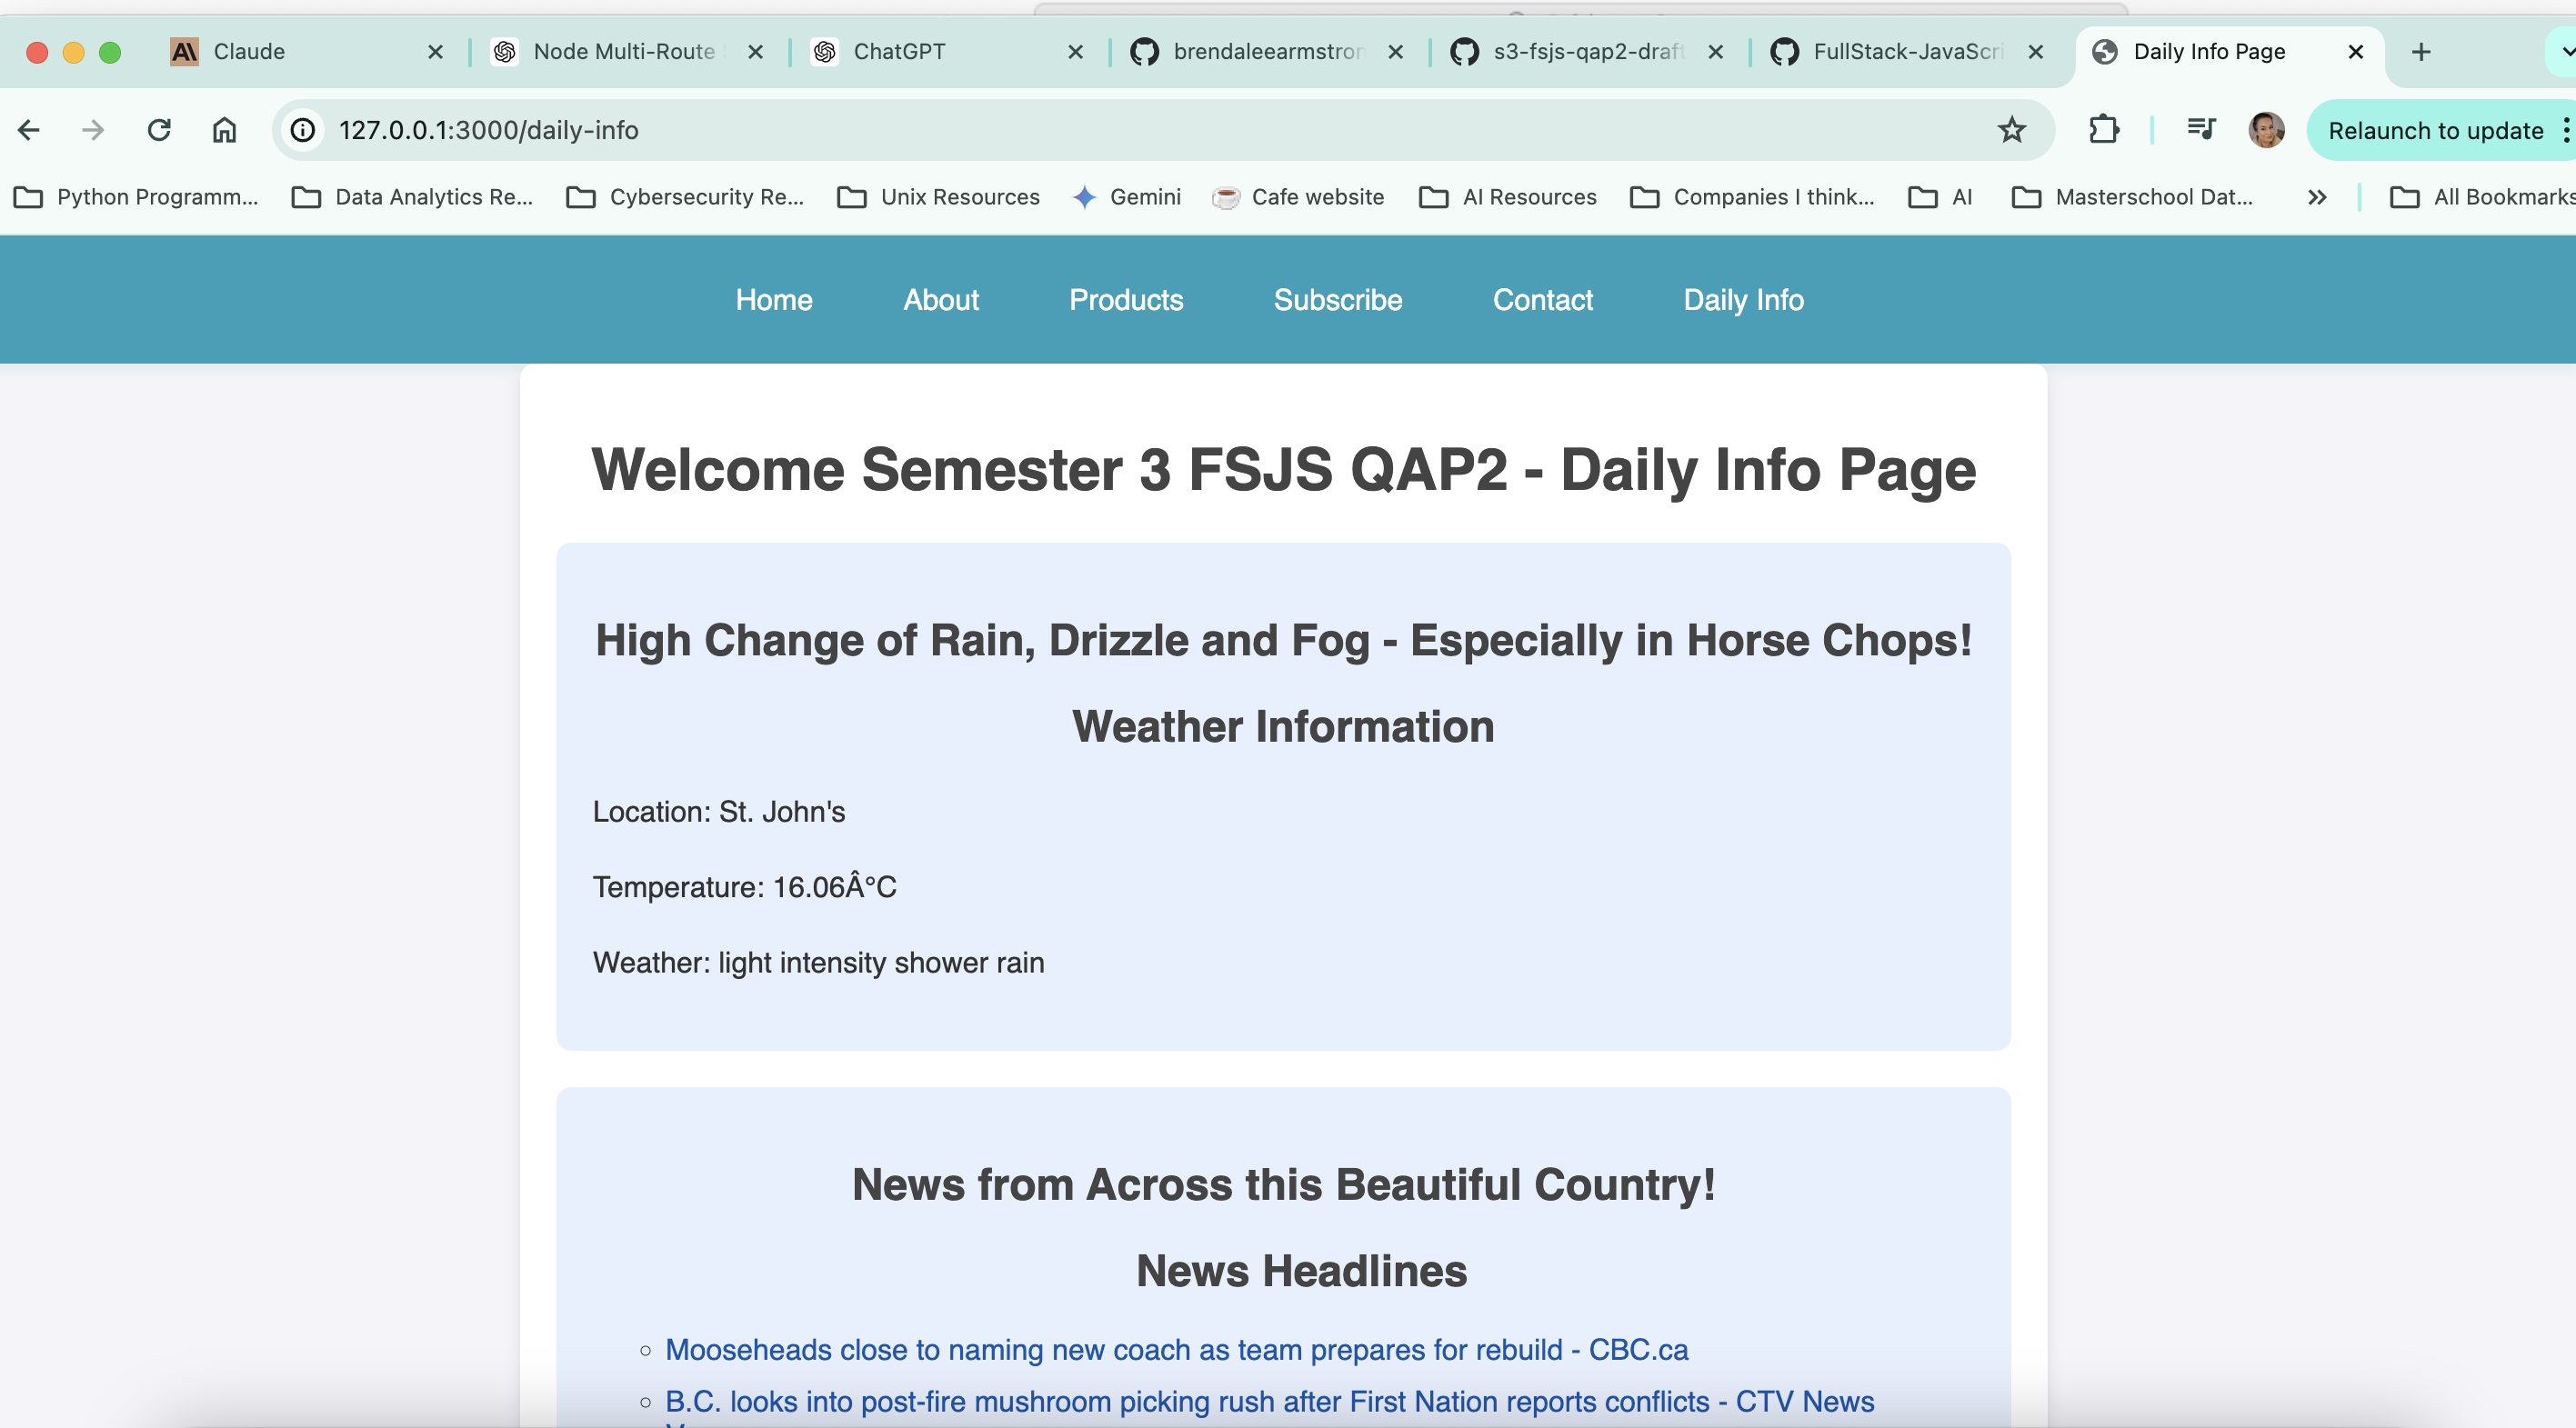 Claude
Node Multi-Route
ChatGPT
brendaleearmstron
s3-fsjs-qap2-draft
FullStack-JavaScri
Daily Info Page
127.0.0.1:3000/daily-info
Relaunch to update
Python Programm...
Data Analytics Re...
Cybersecurity Re...
Unix Resources
Gemini
Cafe website
AI Resources
Companies I think...
AI
Masterschool Dat...
All Bookmarks
Home
About
Products
Subscribe
Contact
Daily Info
Welcome Semester 3 FSJS QAP2 - Daily Info Page
High Change of Rain, Drizzle and Fog - Especially in Horse Chops!
Weather Information
Location: St. John's
Temperature: 16.06Â°C
Weather: light intensity shower rain
News from Across this Beautiful Country!
News Headlines
Mooseheads close to naming new coach as team prepares for rebuild - CBC.ca
B.C. looks into post-fire mushroom picking rush after First Nation reports conflicts - CTV News